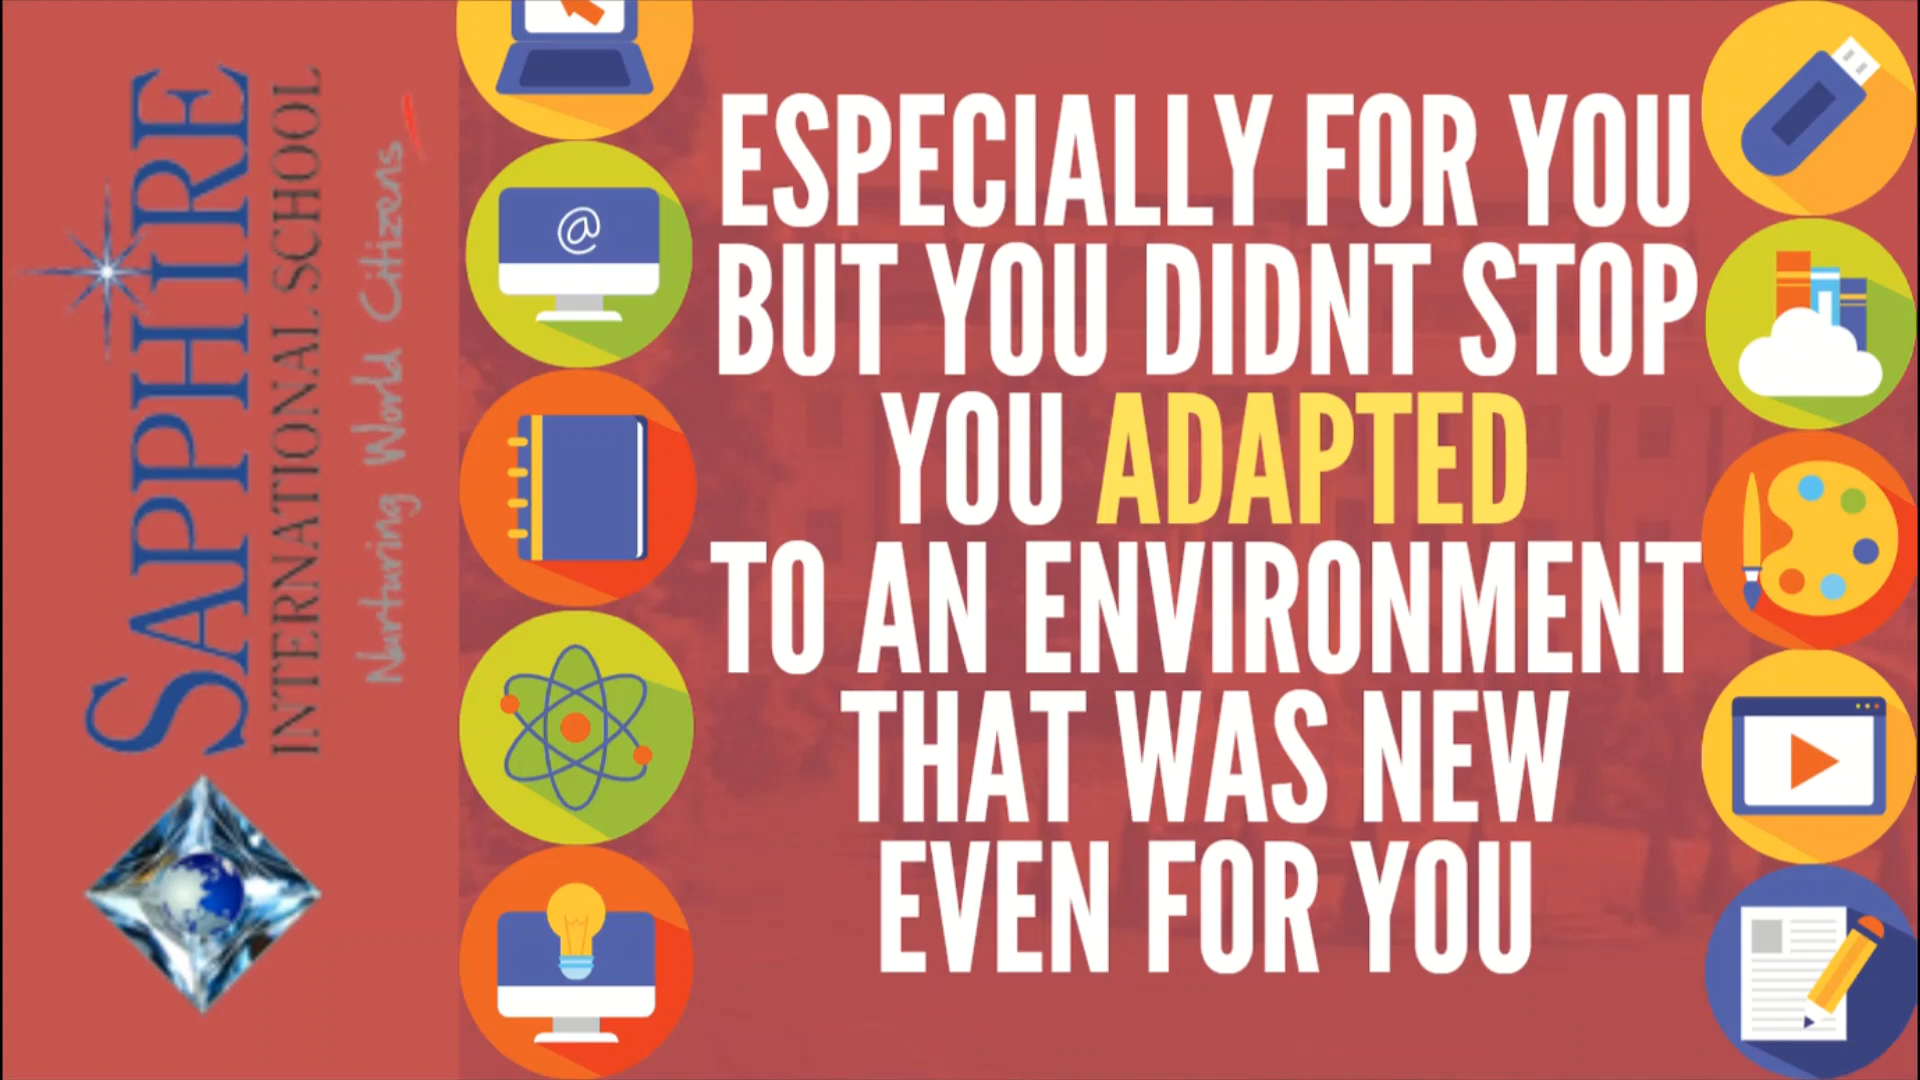 SAPPHIRE
INTERNATIONAL SCHOOL
Nurturing World Citizens
@
ESPECIALLY FOR YOU
BUT YOU DIDNT STOP
YOU ADAPTED
TO AN ENVIRONMENT
THAT WAS NEW
EVEN FOR YOU